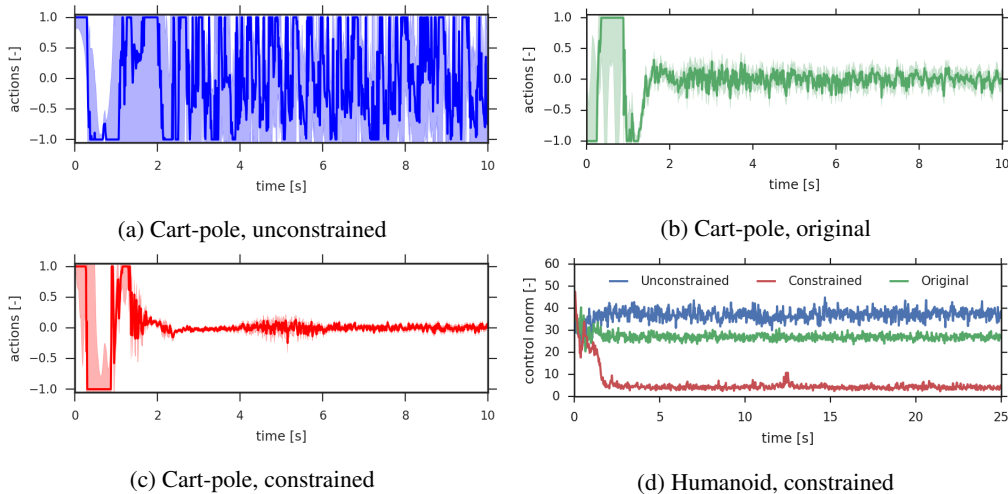 1.0
0.5
0.0
−0.5
−1.0
actions [-]
0 2 4 6 8 10
time [s]
(a) Cart-pole, unconstrained
1.0
0.5
0.0
−0.5
−1.0
actions [-]
0 2 4 6 8 10
time [s]
(b) Cart-pole, original
1.0
0.5
0.0
−0.5
−1.0
actions [-]
0 2 4 6 8 10
time [s]
(c) Cart-pole, constrained
60
50
40
30
20
10
0
control norm [-]
Unconstrained Constrained Original
0 5 10 15 20 25
time [s]
(d) Humanoid, constrained